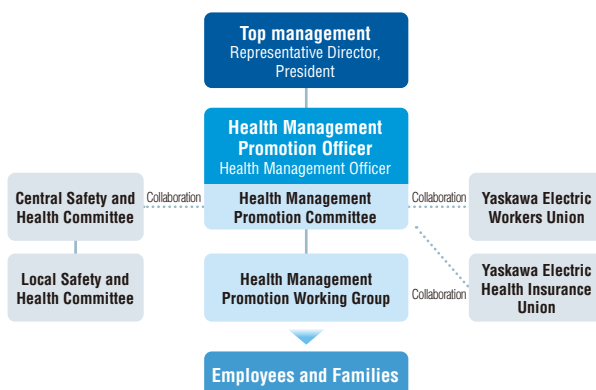 Top management
Representative Director,
President
Health Management
Promotion Officer
Health Management Officer
Central Safety and
Health Committee
Collaboration
Health Management
Promotion Committee
Collaboration
Yaskawa Electric
Workers Union
Local Safety and
Health Committee
Health Management
Promotion Working Group
Collaboration
Yaskawa Electric
Health Insurance
Union
Employees and Families